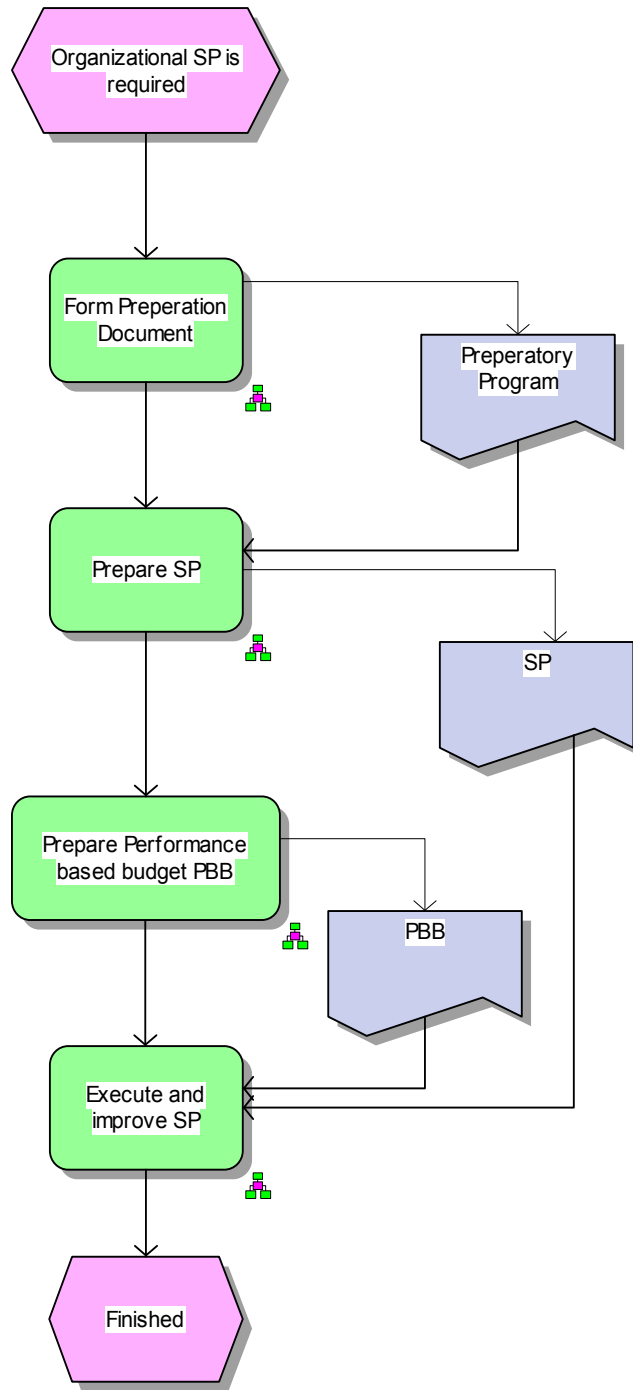 Organizational SP is
required
Form Preperation
Document
Preperatory
Program
Prepare SP
SP
Prepare Performance
based budget PBB
PBB
Execute and
improve SP
Finished